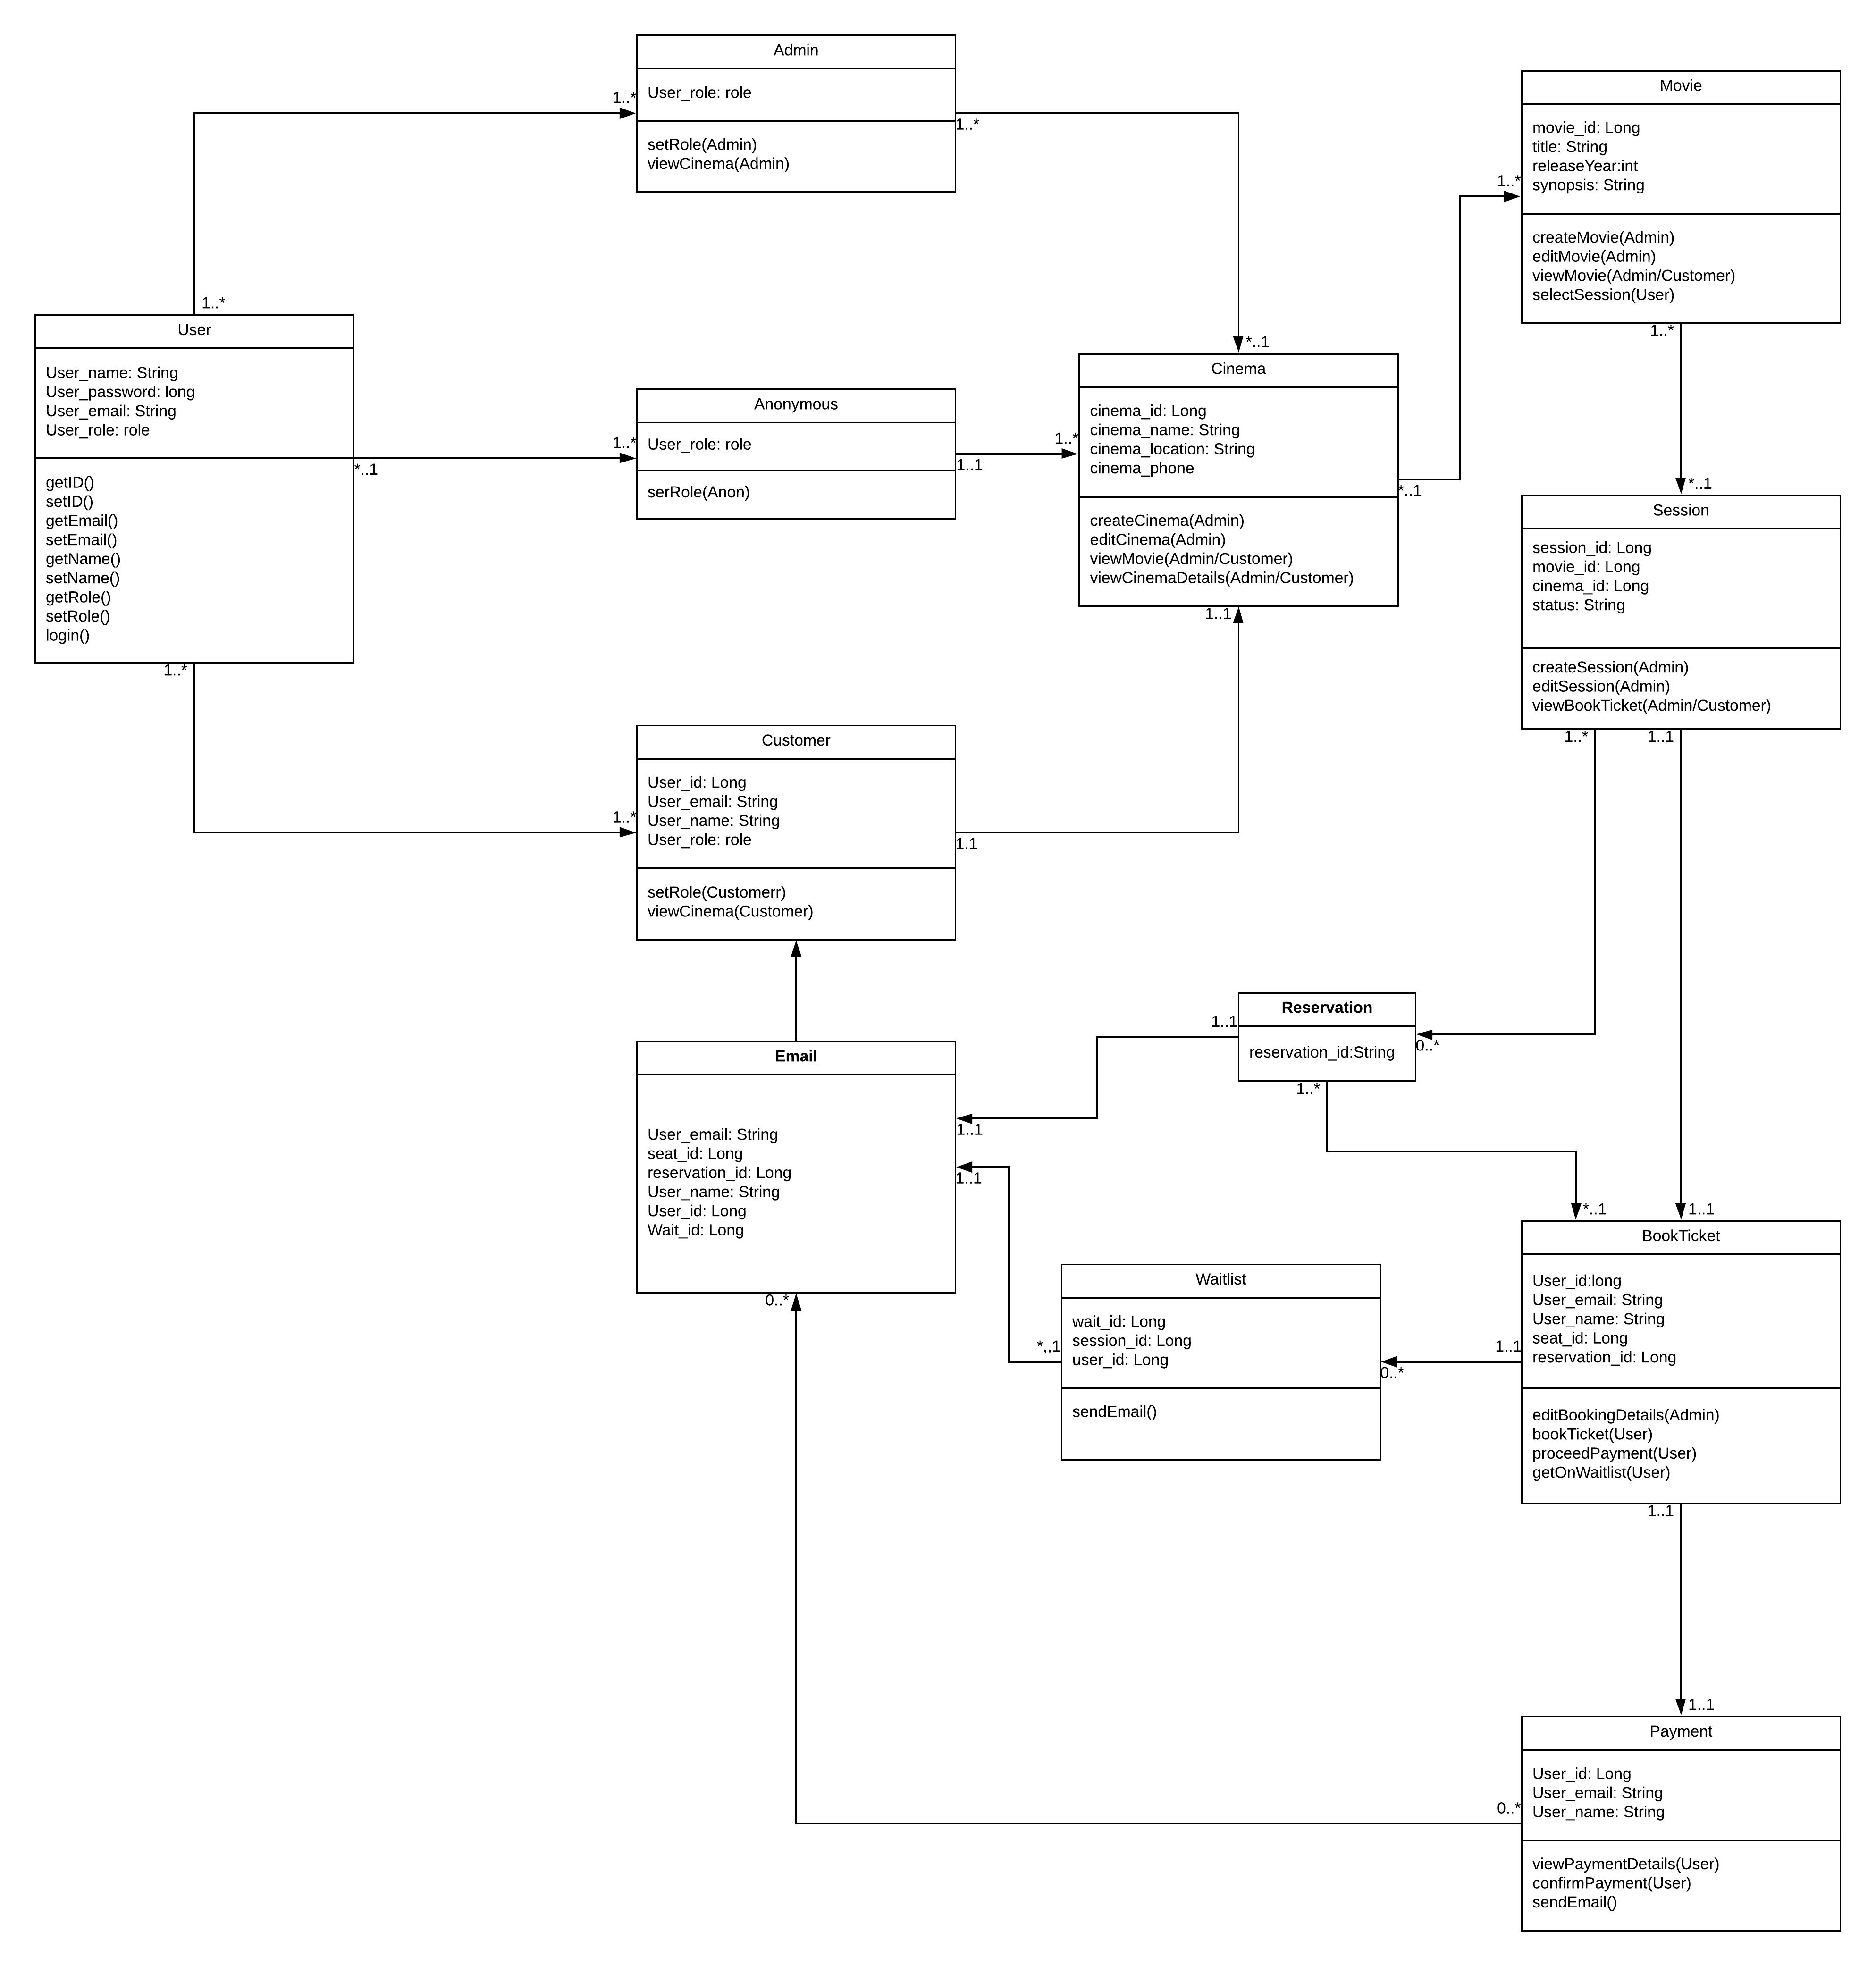 Admin
User_role: role
setRole(Admin)
viewCinema(Admin)
1..*
1..*
1..*
*..1
Movie
movie_id: Long
title: String
releaseYear:int
synopsis: String
createMovie(Admin)
editMovie(Admin)
viewMovie(Admin/Customer)
selectSession(User)
1..*
1..*
*..1
User
User_name: String
User_password: long
User_email: String
User_role: role
getID()
setID()
getEmail()
setEmail()
getName()
setName()
getRole()
setRole()
login()
*..1
1..*
1..*
Anonymous
User_role: role
serRole(Anon)
1..1
1..*
Cinema
cinema_id: Long
cinema_name: String
cinema_location: String
cinema_phone
createCinema(Admin)
editCinema(Admin)
viewMovie(Admin/Customer)
viewCinemaDetails(Admin/Customer)
*..1
1..1
Session
session_id: Long
movie_id: Long
cinema_id: Long
status: String
createSession(Admin)
editSession(Admin)
viewBookTicket(Admin/Customer)
1..*
1..1
Customer
User_id: Long
User_email: String
User_name: String
User_role: role
setRole(Customerr)
viewCinema(Customer)
1..*
1.1
Reservation
reservation_id:String
1..1
0..*
1..*
Email
User_email: String
seat_id: Long
reservation_id: Long
User_name: String
User_id: Long
Wait_id: Long
1..1
1..1
0..*
*..1
1..1
BookTicket
User_id:long
User_email: String
User_name: String
seat_id: Long
reservation_id: Long
editBookingDetails(Admin)
bookTicket(User)
proceedPayment(User)
getOnWaitlist(User)
1..1
1..1
Waitlist
wait_id: Long
session_id: Long
user_id: Long
sendEmail()
*,,1
0..*
1..1
Payment
User_id: Long
User_email: String
User_name: String
viewPaymentDetails(User)
confirmPayment(User)
sendEmail()
0..*